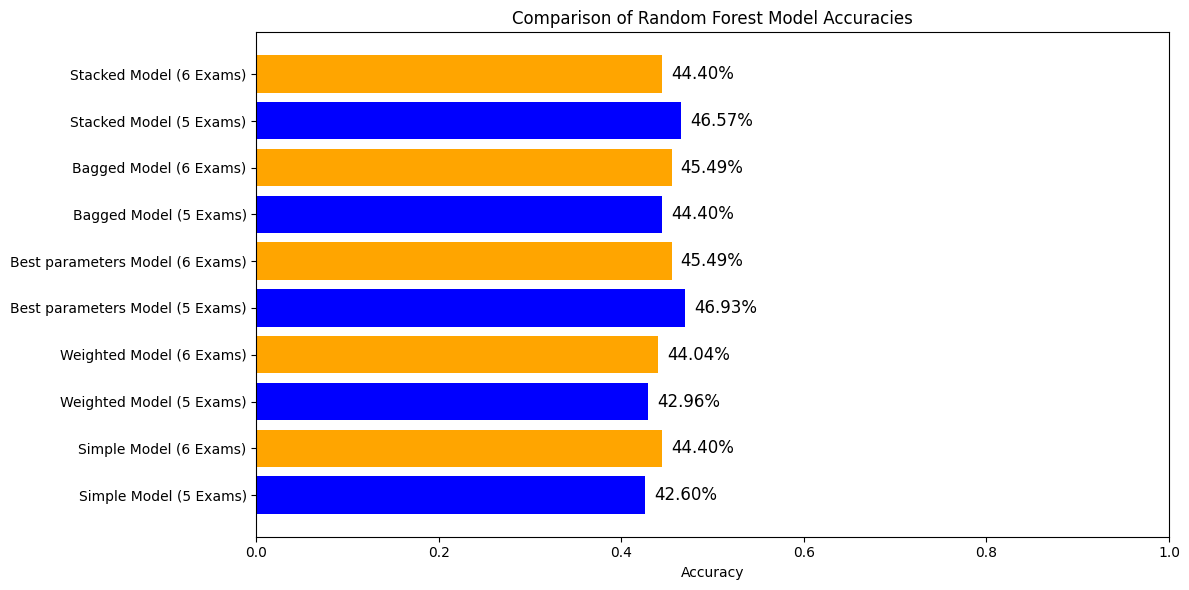 Comparison of Random Forest Model Accuracies
Stacked Model (6 Exams) 44.40%
Stacked Model (5 Exams) 46.57%
Bagged Model (6 Exams) 45.49%
Bagged Model (5 Exams) 44.40%
Best parameters Model (6 Exams) 45.49%
Best parameters Model (5 Exams) 46.93%
Weighted Model (6 Exams) 44.04%
Weighted Model (5 Exams) 42.96%
Simple Model (6 Exams) 44.40%
Simple Model (5 Exams) 42.60%
0.0 0.2 0.4 0.6 0.8 1.0
Accuracy